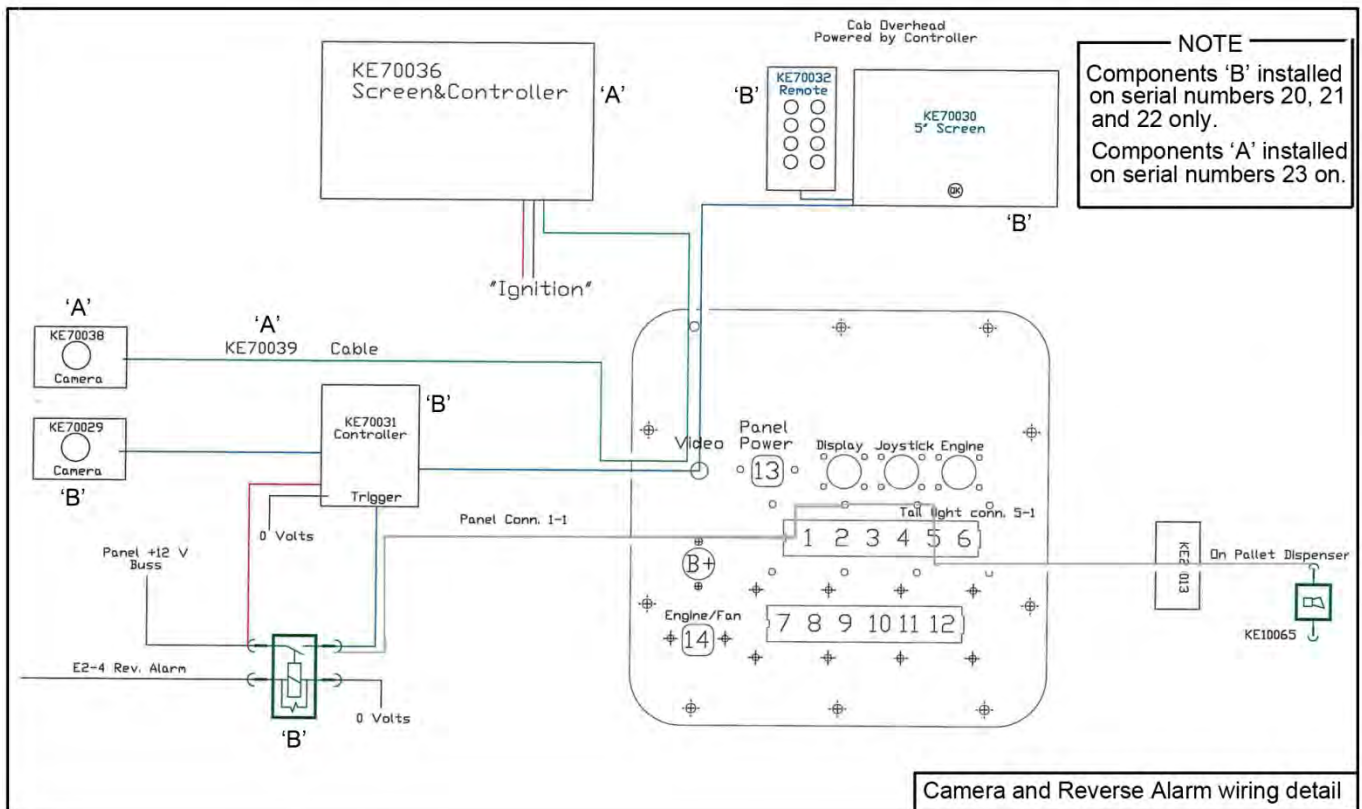 Cab Overhead
Powered by Controller
NOTE
Components ‘B’ installed
on serial numbers 20, 21
and 22 only.
Components ‘A’ installed
on serial numbers 23 on.
KE70036
Screen&Controller
‘A’
‘B’
KE70032
Remote
KE70030
5" Screen
OK
‘B’
"Ignition"
‘A’
KE70038
Camera
‘A’
KE70039 Cable
KE70029
Camera
‘B’
KE70031
Controller
Trigger
‘B’
0 Volts
Panel +12 V
Buss
E2-4 Rev. Alarm
0 Volts
‘B’
Panel Conn. 1-1
Video
Panel
Power
13
Display
Joystick
Engine
Tail light conn. 5-1
1 2 3 4 5 6
B+
Engine/Fan
14
7 8 9 10 11 12
On Pallet Dispenser
KE10065
Camera and Reverse Alarm wiring detail